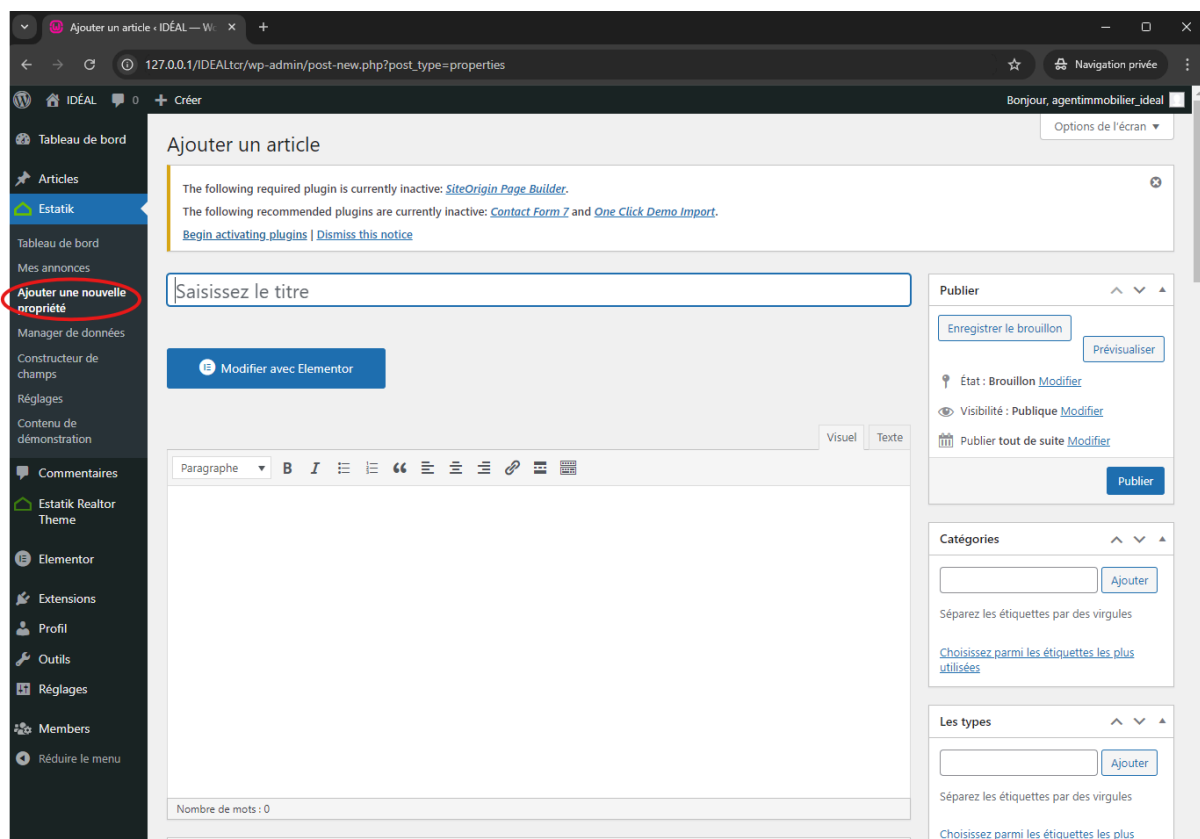 Ajouter un article ‹ IDÉAL — Wo
127.0.0.1/IDEALtcr/wp-admin/post-new.php?post_type=properties
Navigation privée
IDÉAL
0
Créer
Bonjour, agentimmobilier_ideal
Options de l'écran
Tableau de bord
Articles
Estatik
Tableau de bord
Mes annonces
Ajouter une nouvelle
propriété
Manager de données
Constructeur de
champs
Réglages
Contenu de
démonstration
Commentaires
Estatik Realtor
Theme
Elementor
Extensions
Profil
Outils
Réglages
Members
Réduire le menu
Ajouter un article
The following required plugin is currently inactive: SiteOrigin Page Builder.
The following recommended plugins are currently inactive: Contact Form 7 and One Click Demo Import.
Begin activating plugins | Dismiss this notice
Saisissez le titre
Modifier avec Elementor
Visuel
Texte
Paragraphe
B I
Nombre de mots : 0
Publier
Enregistrer le brouillon
Prévisualiser
État : Brouillon Modifier
Visibilité : Publique Modifier
Publier tout de suite Modifier
Publier
Catégories
Ajouter
Séparez les étiquettes par des virgules
Choisissez parmi les étiquettes les plus
utilisées
Les types
Ajouter
Séparez les étiquettes par des virgules
Choisissez parmi les étiquettes les plus